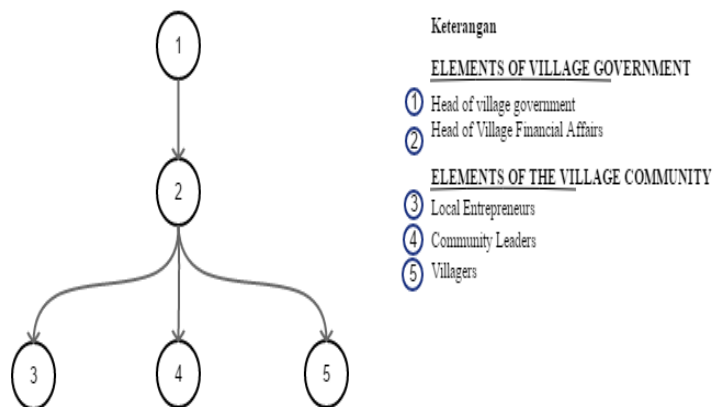 1
2
3
4
5
Keterangan
ELEMENTS OF VILLAGE GOVERNMENT
1 Head of village government
2 Head of Village Financial Affairs
ELEMENTS OF THE VILLAGE COMMUNITY
3 Local Entrepreneurs
4 Community Leaders
5 Villagers